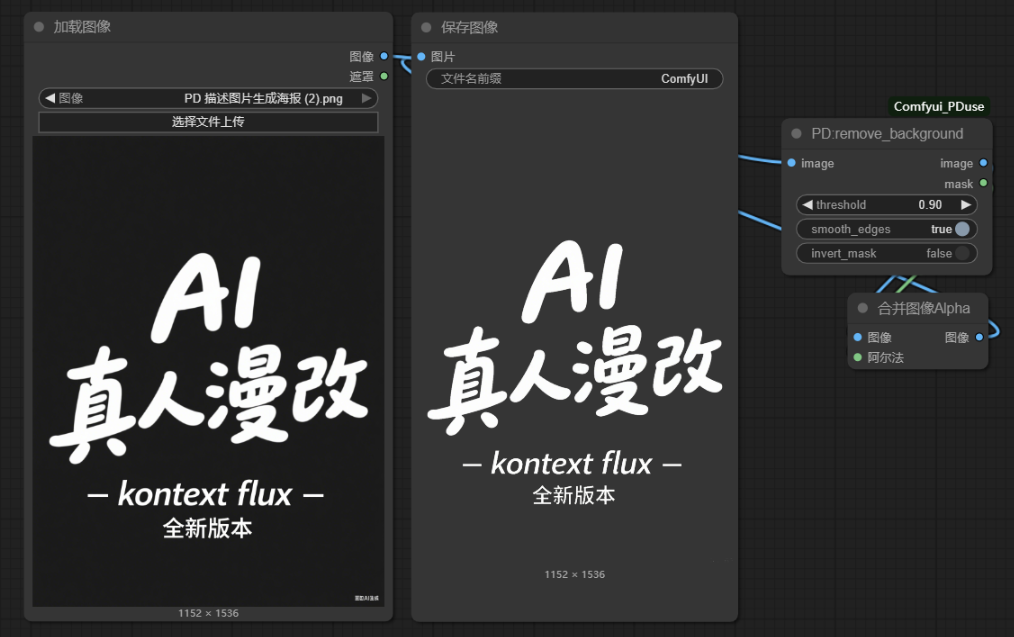 加载图像
图像
遮罩
图像 PD 描述图片生成海报 (2).png
选择文件上传
AI
真人漫改
— kontext flux —
全新版本
1152 × 1536
保存图像
图片
文件名前缀 ComfyUI
AI
真人漫改
— kontext flux —
全新版本
1152 × 1536
Comfyui_PDuse
PD:remove_background
image image
mask
threshold 0.90
smooth_edges true
invert_mask false
合并图像Alpha
图像 图像
阿尔法